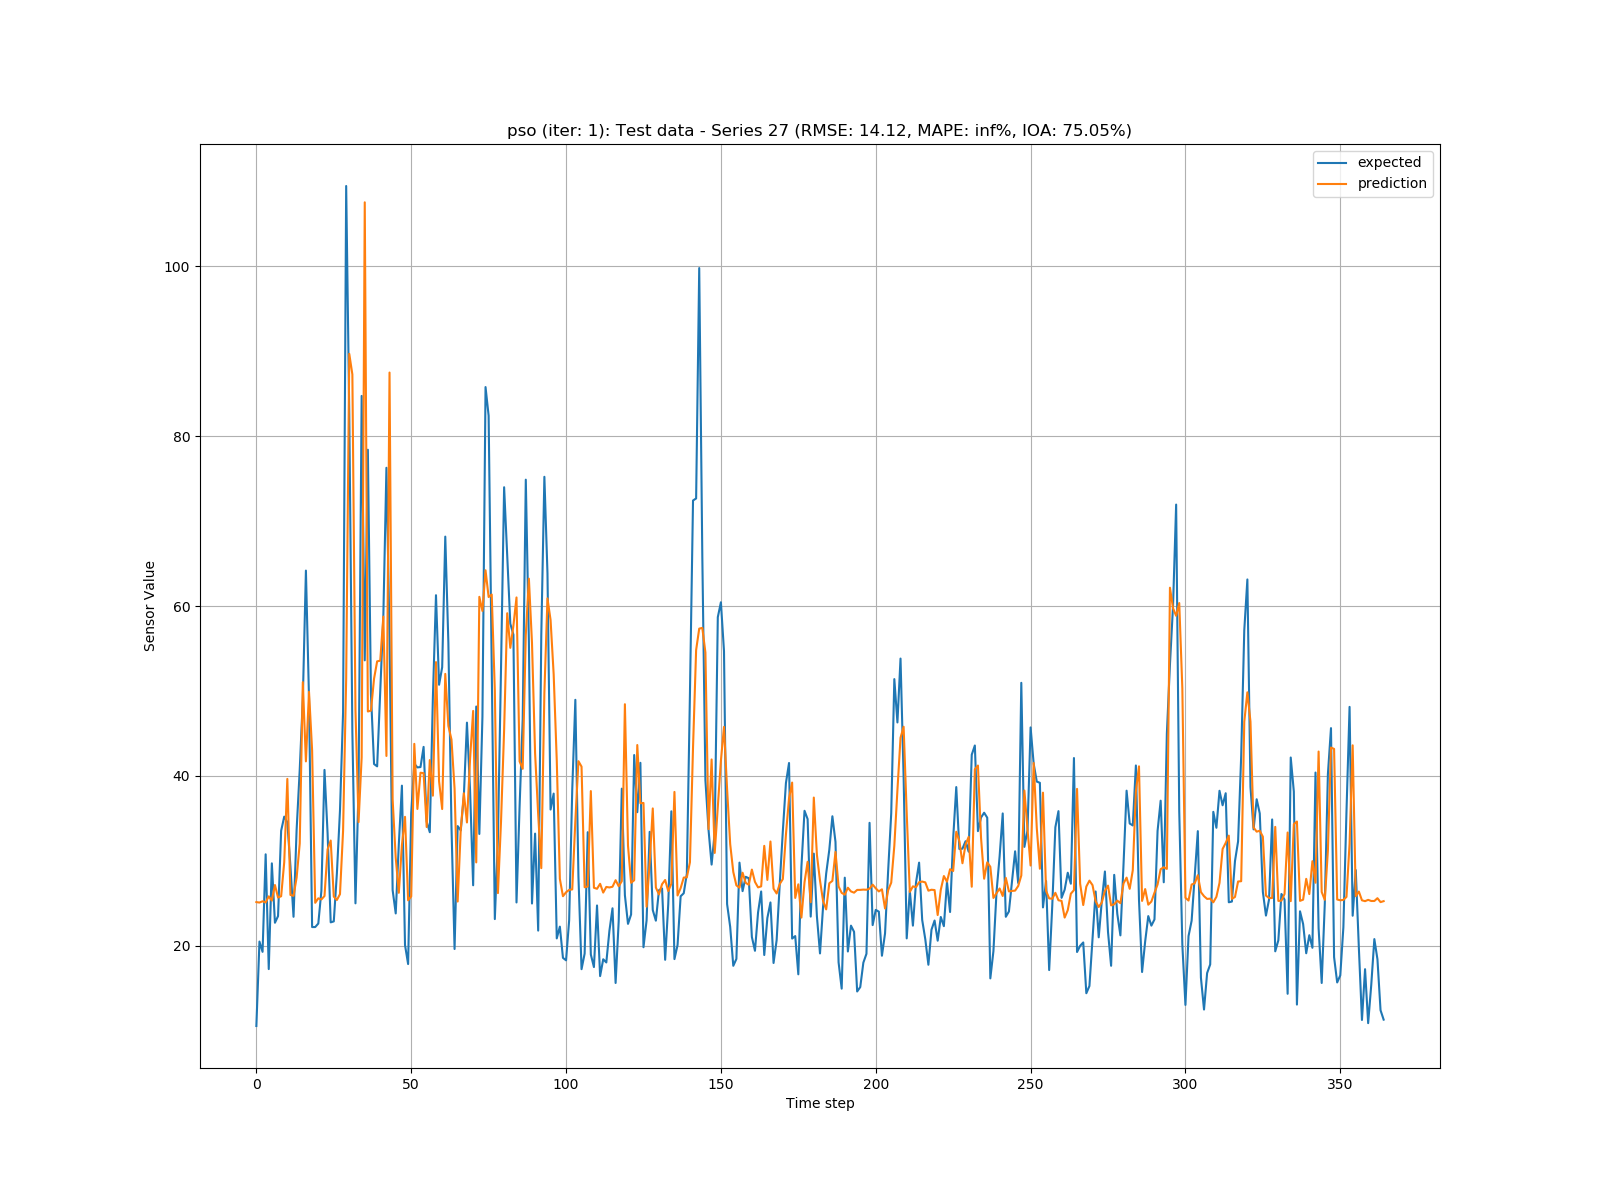 pso (iter: 1): Test data - Series 27 (RMSE: 14.12, MAPE: inf%, IOA: 75.05%)
expected
prediction
100
80
60
40
20
Sensor Value
0 50 100 150 200 250 300 350
Time step